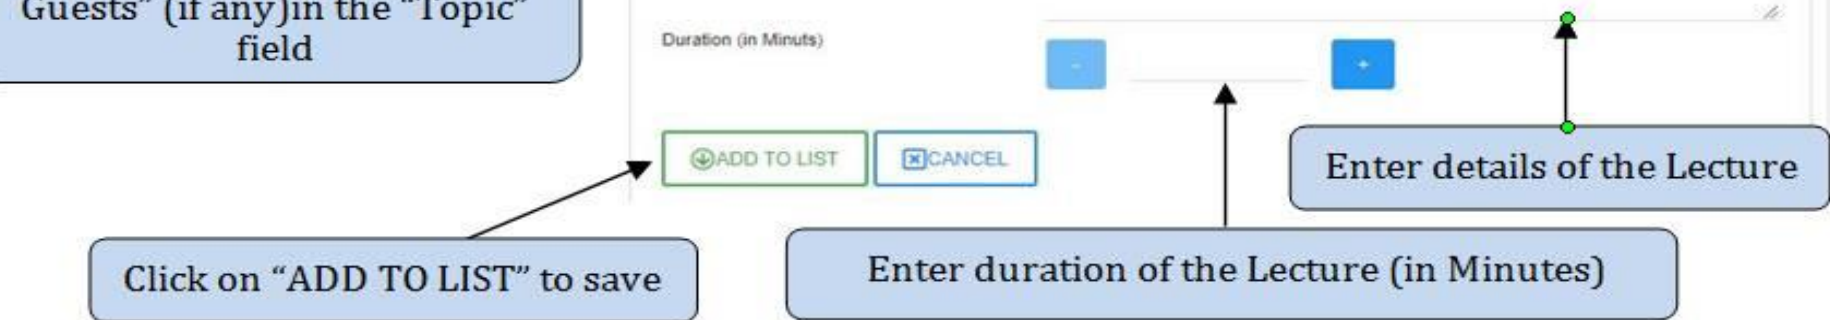 Guests” (if any)in the “Topic”
field
Duration (in Minuts)
-
+
ADD TO LIST
CANCEL
Enter details of the Lecture
Click on “ADD TO LIST” to save
Enter duration of the Lecture (in Minutes)